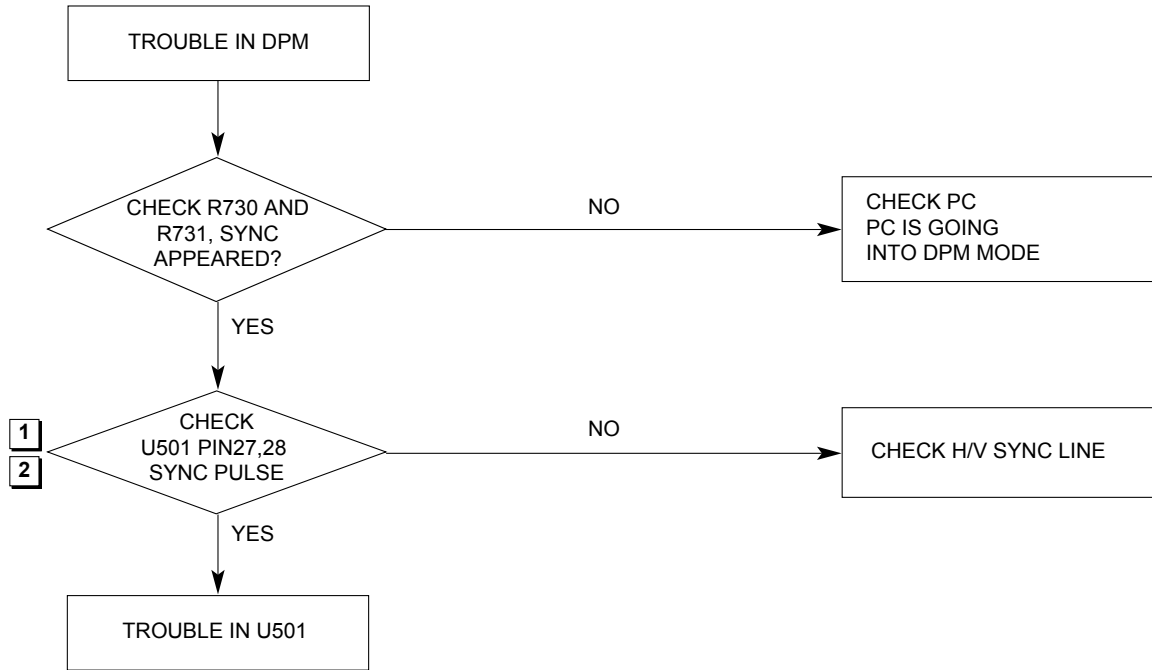 TROUBLE IN DPM
CHECK R730 AND
R731, SYNC
APPEARED?
NO
CHECK PC
PC IS GOING
INTO DPM MODE
YES
1
2
CHECK
U501 PIN27,28
SYNC PULSE
NO
CHECK H/V SYNC LINE
YES
TROUBLE IN U501